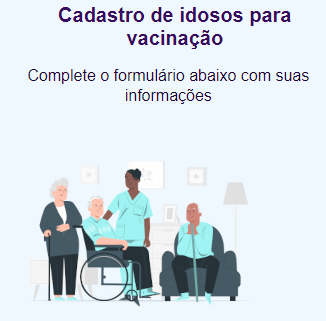 Cadastro de idosos para
vacinação
Complete o formulário abaixo com suas
informações